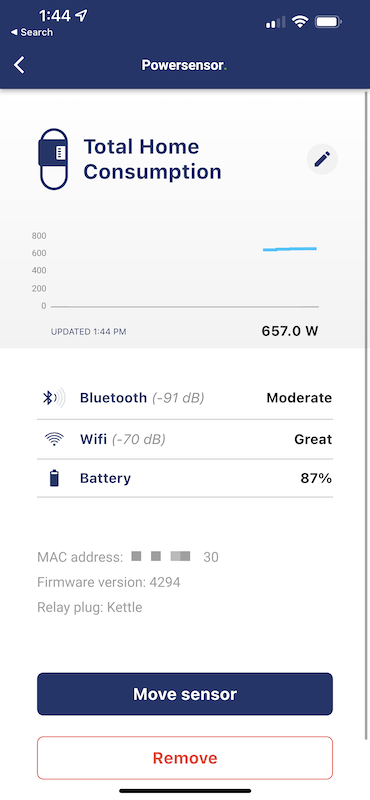 1:44
◀ Search
Powersensor.
Total Home
Consumption
800
600
400
200
0
UPDATED 1:44 PM
657.0 W
Bluetooth (-91 dB) Moderate
Wifi (-70 dB) Great
Battery 87%
MAC address: 30
Firmware version: 4294
Relay plug: Kettle
Move sensor
Remove